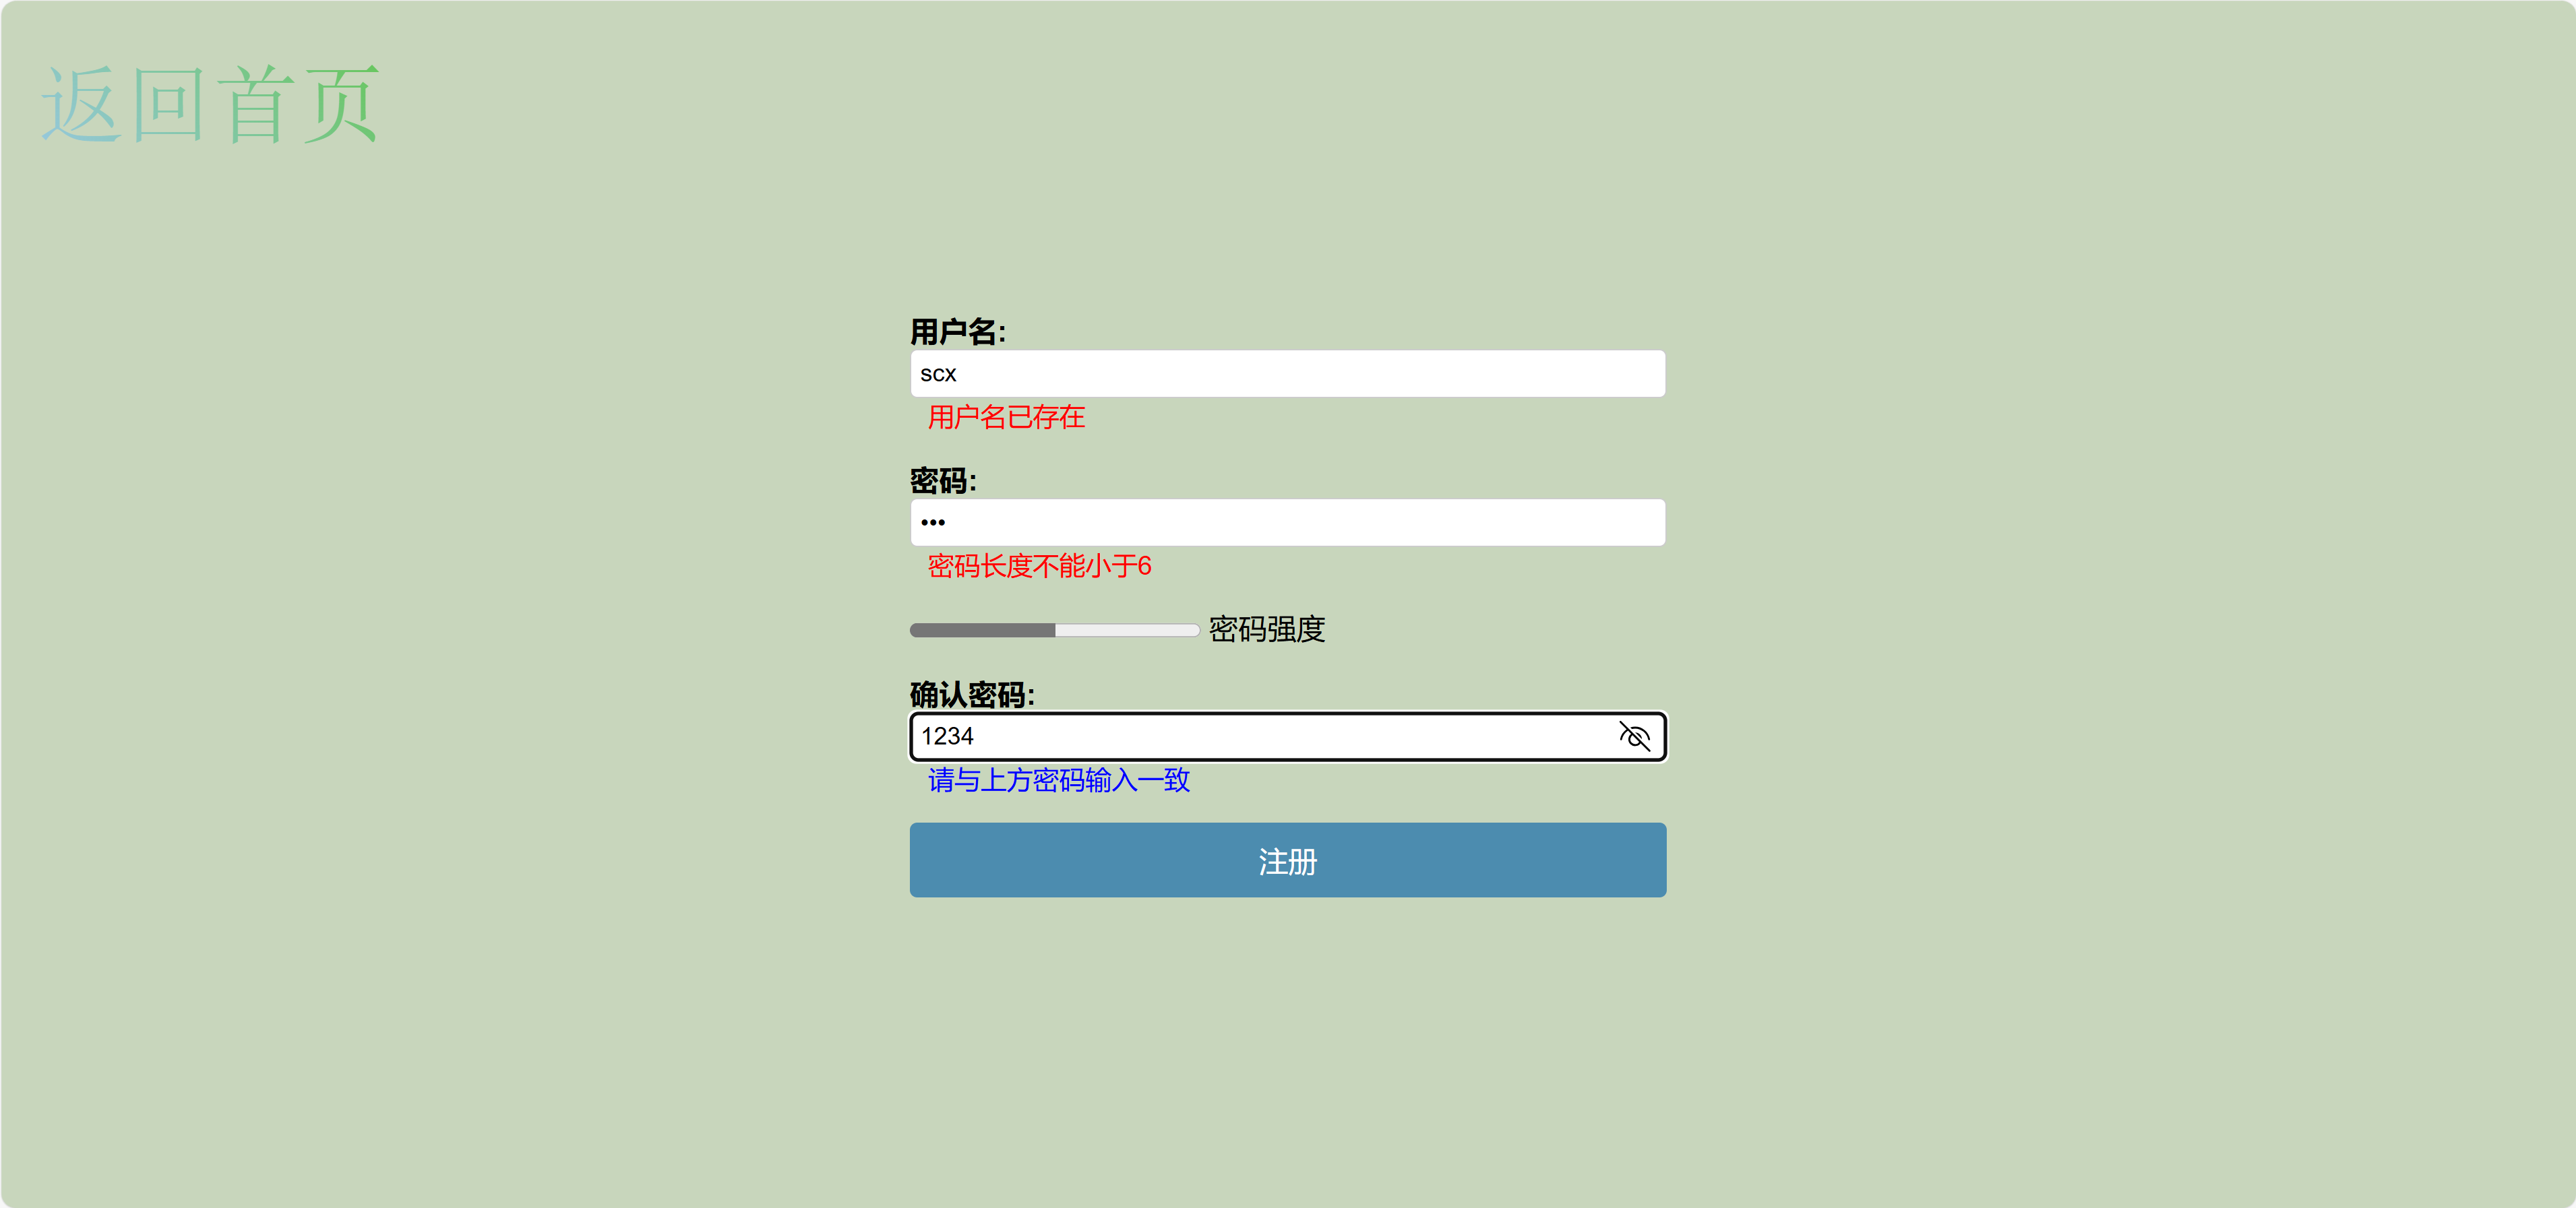 返回首页
用户名:
scx
用户名已存在
密码:
•••
密码长度不能小于6
密码强度
确认密码:
1234
请与上方密码输入一致
注册